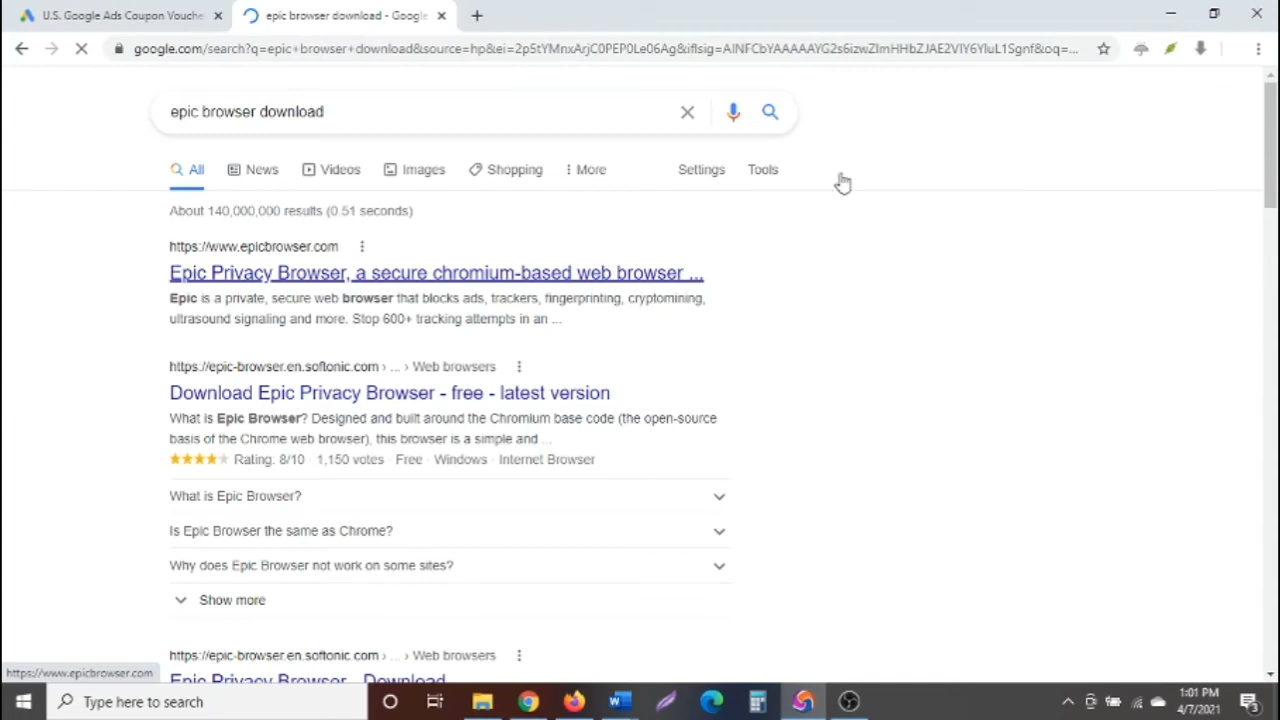 U.S. Google Ads Coupon Vouche
epic browser download - Google
google.com/search?q=epic+browser+download&source=hp&ei=2p5tYMnxArjC0PEP0Le06Ag&iflsig=AINFCbYAAAAAYG2s6izwZImHHbZJAE2VIY6YIuL1Sgnf&oq=...
epic browser download
All
News
Videos
Images
Shopping
More
Settings
Tools
About 140,000,000 results (0.51 seconds)
https://www.epicbrowser.com
Epic Privacy Browser, a secure chromium-based web browser ...
Epic is a private, secure web browser that blocks ads, trackers, fingerprinting, cryptomining,
ultrasound signaling and more. Stop 600+ tracking attempts in an ...
https://epic-browser.en.softonic.com › ... › Web browsers
Download Epic Privacy Browser - free - latest version
What is Epic Browser? Designed and built around the Chromium base code (the open-source
basis of the Chrome web browser), this browser is a simple and ...
Rating: 8/10 · 1,150 votes · Free · Windows · Internet Browser
What is Epic Browser?
Is Epic Browser the same as Chrome?
Why does Epic Browser not work on some sites?
Show more
https://epic-browser.en.softonic.com › ... › Web browsers
Epic Privacy Browser - Download
https://www.epicbrowser.com
Type here to search
1:01 PM
4/7/2021
3